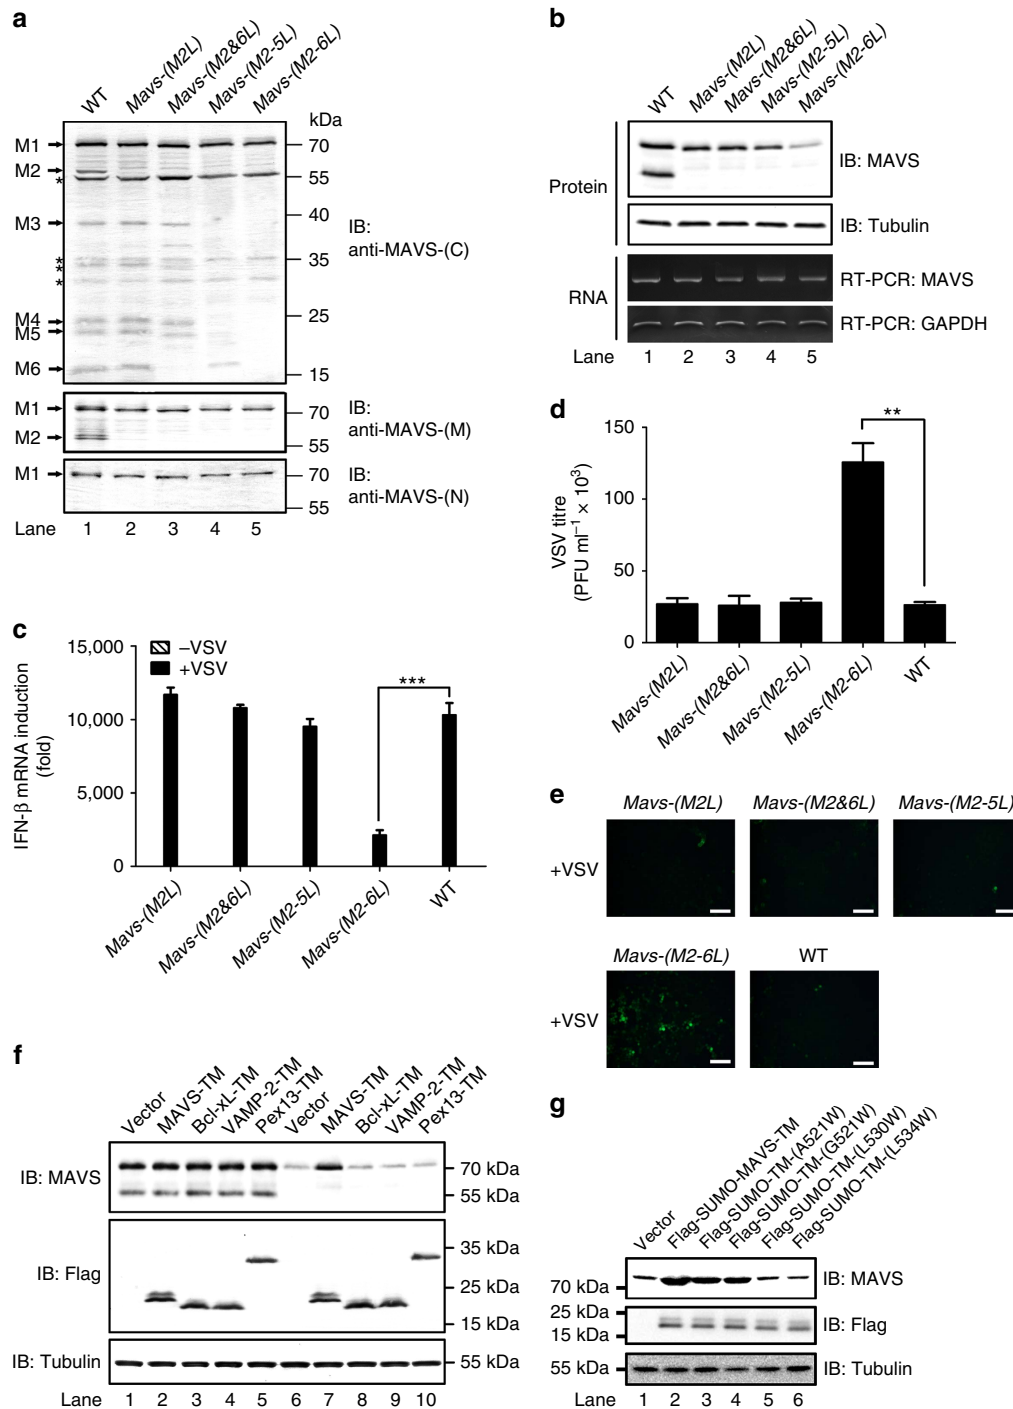 a
WT
Mavs-(M2L)
Mavs-(M2&6L)
Mavs-(M2-5L)
Mavs-(M2-6L)
kDa
M1
70
M2
*
55
M3
40
*
*
35
*
IB:
anti-MAVS-(C)
M4
25
M5
M6
15
M1
70
M2
55
IB:
anti-MAVS-(M)
M1
70
55
IB:
anti-MAVS-(N)
Lane 1 2 3 4 5
b
WT
Mavs-(M2L)
Mavs-(M2&6L)
Mavs-(M2-5L)
Mavs-(M2-6L)
Protein
IB: MAVS
IB: Tubulin
RNA
RT-PCR: MAVS
RT-PCR: GAPDH
Lane 1 2 3 4 5
c
IFN-β mRNA induction
(fold)
15,000
10,000
5,000
0
–VSV
+VSV
***
Mavs-(M2L)
Mavs-(M2&6L)
Mavs-(M2-5L)
Mavs-(M2-6L)
WT
d
VSV titre
(PFU ml⁻¹ × 10³)
150
100
50
0
**
Mavs-(M2L)
Mavs-(M2&6L)
Mavs-(M2-5L)
Mavs-(M2-6L)
WT
e
Mavs-(M2L) Mavs-(M2&6L) Mavs-(M2-5L)
+VSV
Mavs-(M2-6L) WT
+VSV
f
Vector
MAVS-TM
Bcl-xL-TM
VAMP-2-TM
Pex13-TM
Vector
MAVS-TM
Bcl-xL-TM
VAMP-2-TM
Pex13-TM
IB: MAVS
70 kDa
55 kDa
IB: Flag
35 kDa
25 kDa
15 kDa
IB: Tubulin
55 kDa
Lane 1 2 3 4 5 6 7 8 9 10
g
Vector
Flag-SUMO-MAVS-TM
Flag-SUMO-TM-(A521W)
Flag-SUMO-TM-(G521W)
Flag-SUMO-TM-(L530W)
Flag-SUMO-TM-(L534W)
70 kDa
IB: MAVS
25 kDa
15 kDa
IB: Flag
55 kDa
IB: Tubulin
Lane 1 2 3 4 5 6